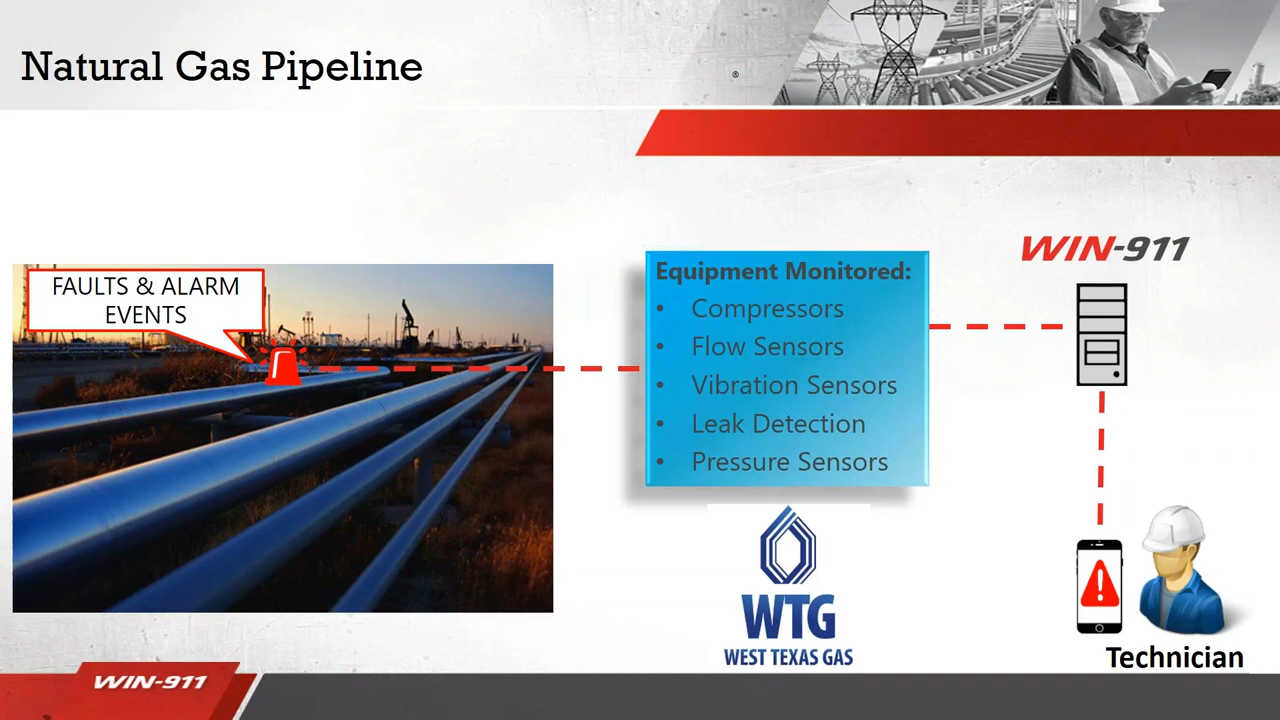 Natural Gas Pipeline
®
WIN-911
FAULTS & ALARM
EVENTS
Equipment Monitored:
• Compressors
• Flow Sensors
• Vibration Sensors
• Leak Detection
• Pressure Sensors
WTG
WEST TEXAS GAS
Technician
WIN-911